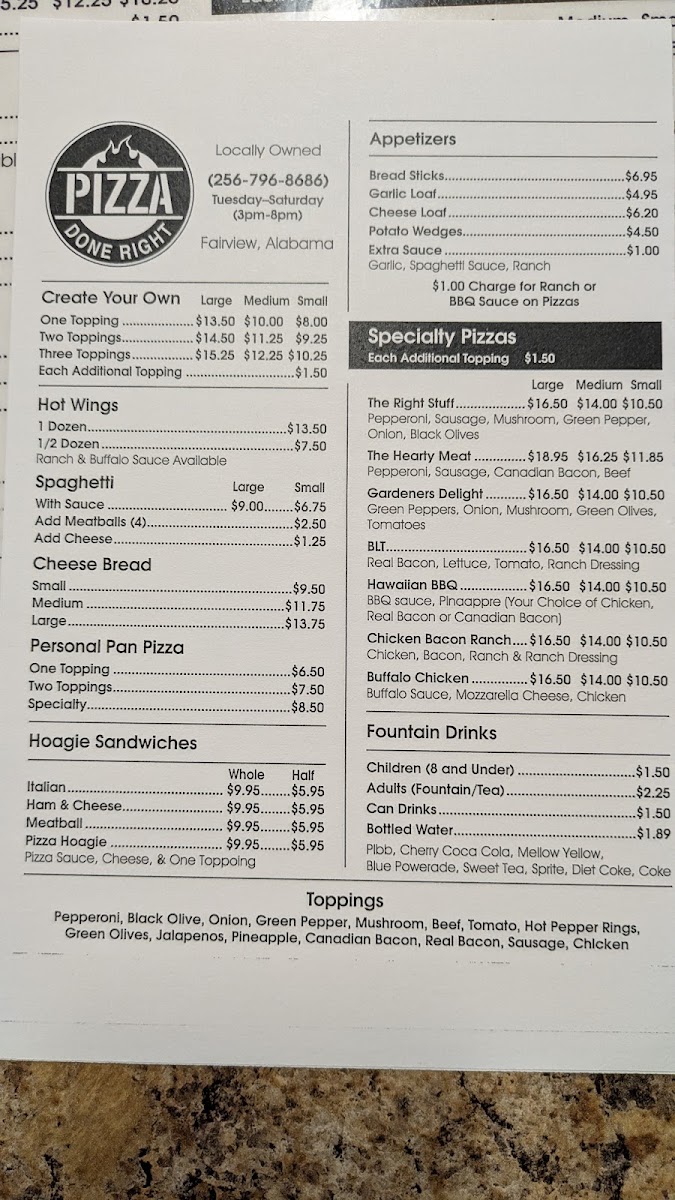 5.25 $12.25 $10.25
$1.50
PIZZA
DONE RIGHT
Locally Owned
(256-796-8686)
Tuesday–Saturday
(3pm-8pm)
Fairview, Alabama
Create Your Own Large Medium Small
One Topping ................. $13.50 $10.00 $8.00
Two Toppings................. $14.50 $11.25 $9.25
Three Toppings.............. $15.25 $12.25 $10.25
Each Additional Topping ..........................$1.50
Hot Wings
1 Dozen..............................................$13.50
1/2 Dozen............................................$7.50
Ranch & Buffalo Sauce Available
Spaghetti Large Small
With Sauce ............................ $9.00.......$6.75
Add Meatballs (4)...................................$2.50
Add Cheese...........................................$1.25
Cheese Bread
Small ....................................................$9.50
Medium ..............................................$11.75
Large..................................................$13.75
Personal Pan Pizza
One Topping .........................................$6.50
Two Toppings.........................................$7.50
Specialty...............................................$8.50
Hoagie Sandwiches
Whole Half
Italian..................................... $9.95.......$5.95
Ham & Cheese....................... $9.95.......$5.95
Meatball ................................ $9.95.......$5.95
Pizza Hoagie .......................... $9.95.......$5.95
Pizza Sauce, Cheese, & One Toppoing
Appetizers
Bread Sticks...........................................$6.95
Garlic Loaf............................................$4.95
Cheese Loaf..........................................$6.20
Potato Wedges......................................$4.50
Extra Sauce ..........................................$1.00
Garlic, Spaghetti Sauce, Ranch
$1.00 Charge for Ranch or
BBQ Sauce on Pizzas
Specialty Pizzas
Each Additional Topping $1.50
Large Medium Small
The Right Stuff................$16.50 $14.00 $10.50
Pepperoni, Sausage, Mushroom, Green Pepper,
Onion, Black Olives
The Hearty Meat ............$18.95 $16.25 $11.85
Pepperoni, Sausage, Canadian Bacon, Beef
Gardeners Delight .........$16.50 $14.00 $10.50
Green Peppers, Onion, Mushroom, Green Olives,
Tomatoes
BLT..................................$16.50 $14.00 $10.50
Real Bacon, Lettuce, Tomato, Ranch Dressing
Hawaiian BBQ ................$16.50 $14.00 $10.50
BBQ sauce, Pinaappre (Your Choice of Chicken,
Real Bacon or Canadian Bacon)
Chicken Bacon Ranch....$16.50 $14.00 $10.50
Chicken, Bacon, Ranch & Ranch Dressing
Buffalo Chicken .............$16.50 $14.00 $10.50
Buffalo Sauce, Mozzarella Cheese, Chicken
Fountain Drinks
Children (8 and Under) ............................$1.50
Adults (Fountain/Tea)..............................$2.25
Can Drinks.............................................$1.50
Bottled Water..........................................$1.89
Pibb, Cherry Coca Cola, Mellow Yellow,
Blue Powerade, Sweet Tea, Sprite, Diet Coke, Coke
Toppings
Pepperoni, Black Olive, Onion, Green Pepper, Mushroom, Beef, Tomato, Hot Pepper Rings,
Green Olives, Jalapenos, Pineapple, Canadian Bacon, Real Bacon, Sausage, Chicken